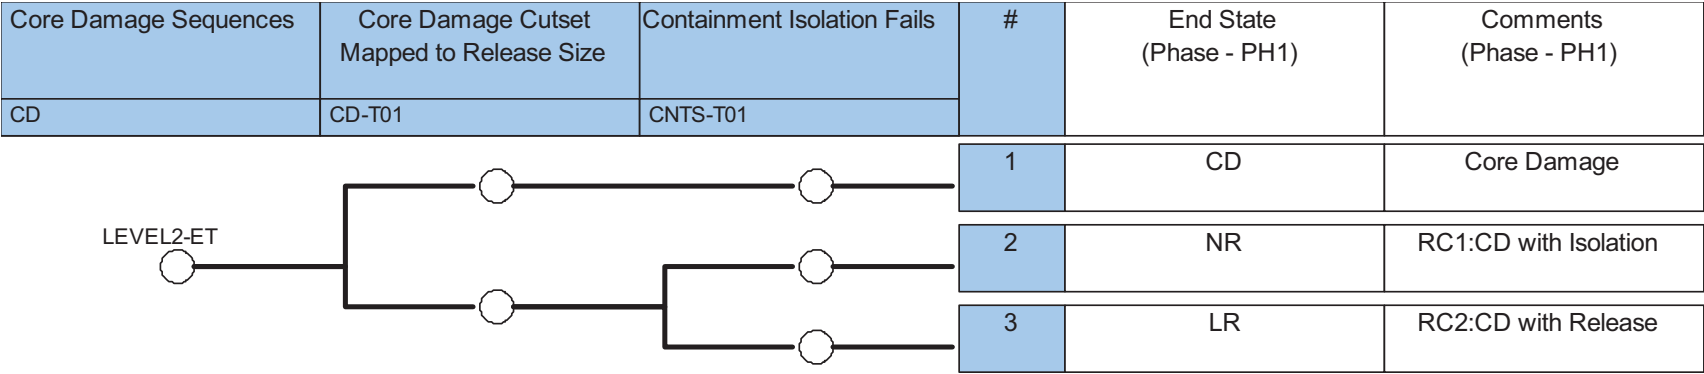 Core Damage Sequences
Core Damage Cutset
Mapped to Release Size
Containment Isolation Fails
#
End State
(Phase - PH1)
Comments
(Phase - PH1)
CD
CD-T01
CNTS-T01
1
CD
Core Damage
LEVEL2-ET
2
NR
RC1:CD with Isolation
3
LR
RC2:CD with Release